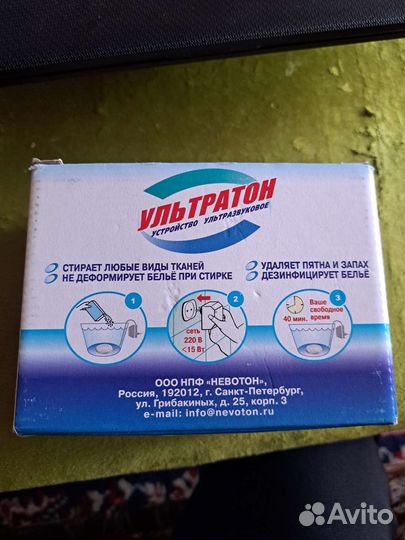 УЛЬТРАТОН
УСТРОЙСТВО УЛЬТРАЗВУКОВОЕ
СТИРАЕТ ЛЮБЫЕ ВИДЫ ТКАНЕЙ
НЕ ДЕФОРМИРУЕТ БЕЛЬЁ ПРИ СТИРКЕ
УДАЛЯЕТ ПЯТНА И ЗАПАХ
ДЕЗИНФИЦИРУЕТ БЕЛЬЁ
1
2
сеть
220 В
<15 Вт
3
Ваше
свободное
время
40 мин.
ООО НПФ «НЕВОТОН»,
Россия, 192012, г. Санкт-Петербург,
ул. Грибакиных, д. 25, корп. 3
e-mail: info@nevoton.ru
Avito